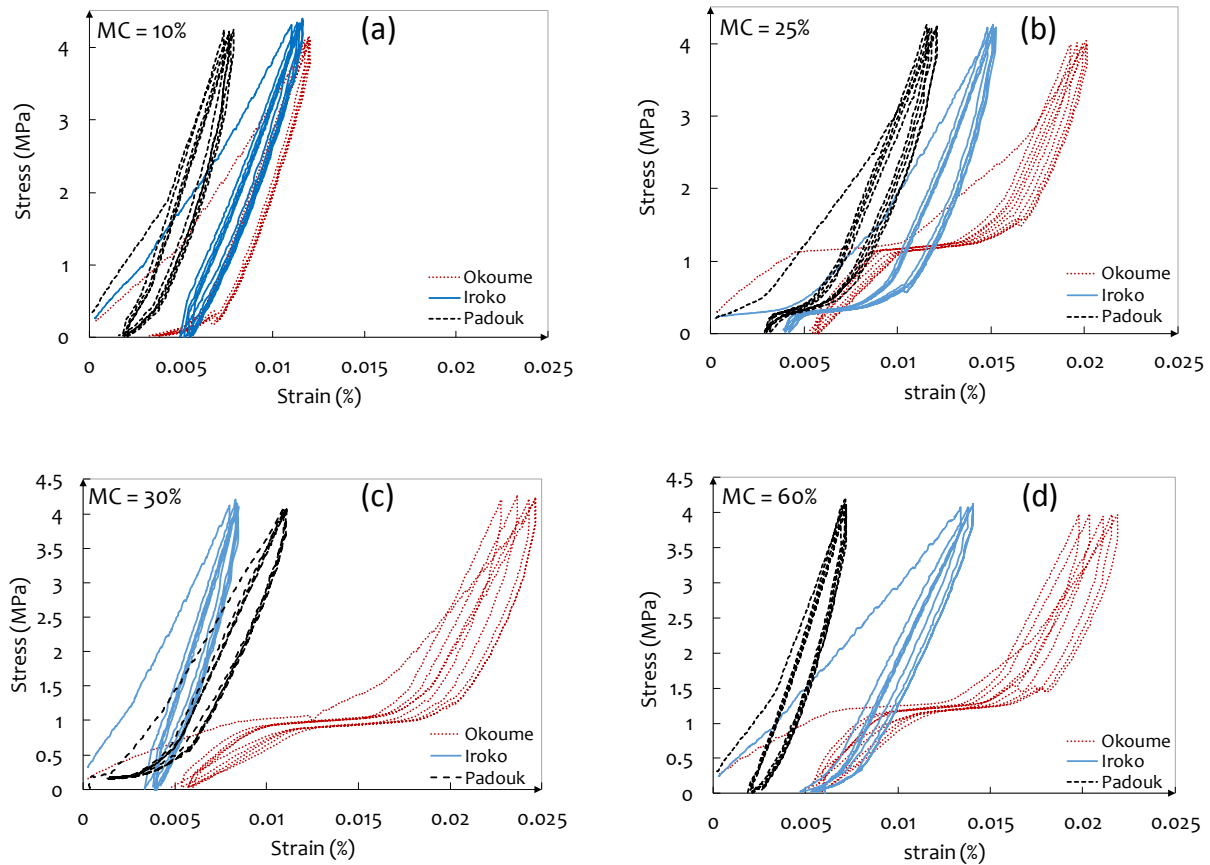 MC = 10%
(a)
Stress (MPa)
4
3
2
1
0
Okoume
Iroko
Padouk
0 0.005 0.01 0.015 0.02 0.025
Strain (%)
MC = 25%
(b)
Stress (MPa)
4
3
2
1
0
Okoume
Iroko
Padouk
0 0.005 0.01 0.015 0.02 0.025
strain (%)
MC = 30%
(c)
Stress (MPa)
4.5
4
3.5
3
2.5
2
1.5
1
0.5
0
Okoume
Iroko
Padouk
0 0.005 0.01 0.015 0.02 0.025
Strain (%)
MC = 60%
(d)
Stress (MPa)
4.5
4
3.5
3
2.5
2
1.5
1
0.5
0
Okoume
Iroko
Padouk
0 0.005 0.01 0.015 0.02 0.025
strain (%)